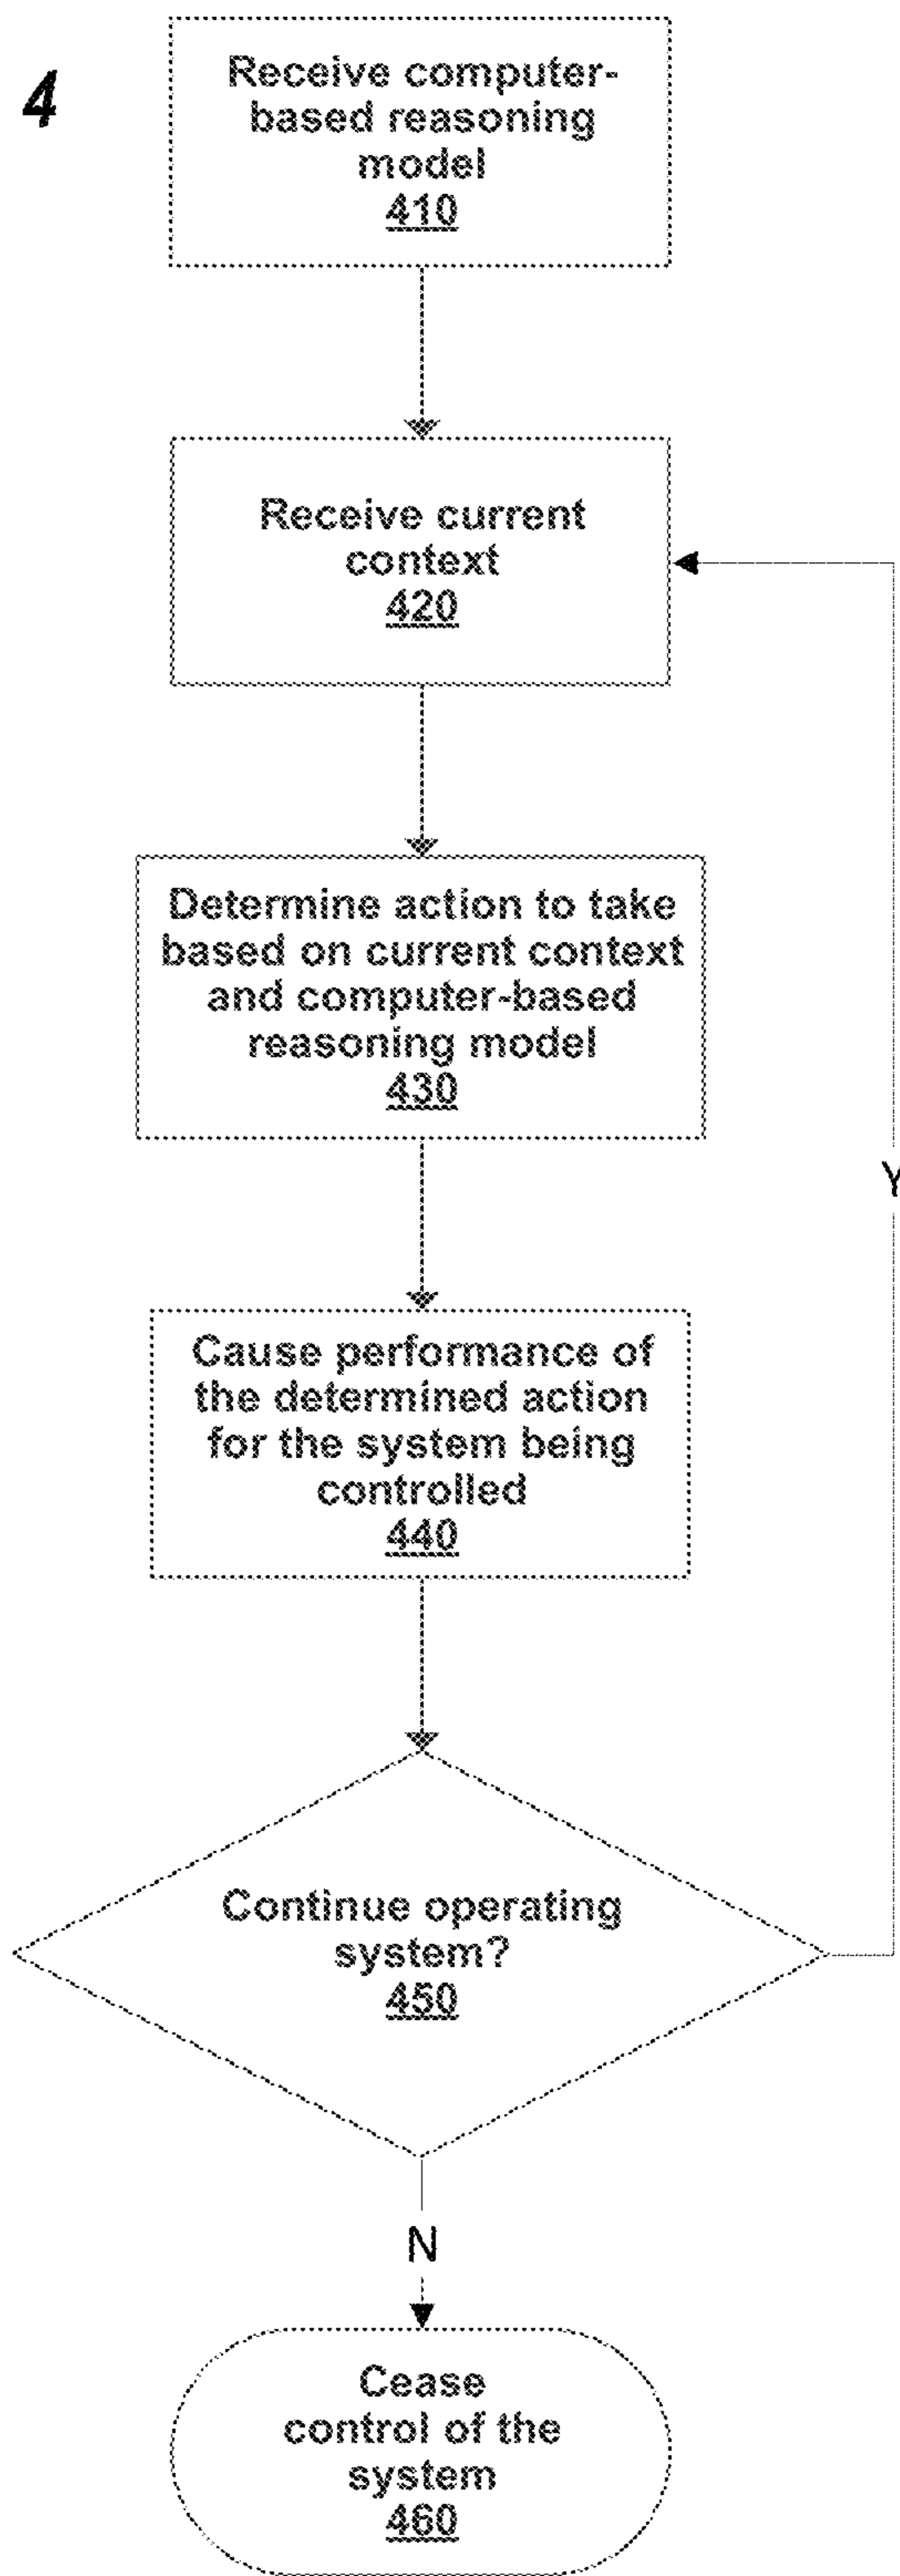 4
Receive computer-
based reasoning
model
410
Receive current
context
420
Determine action to take
based on current context
and computer-based
reasoning model
430
Y
Cause performance of
the determined action
for the system being
controlled
440
Continue operating
system?
450
N
Cease
control of the
system
460